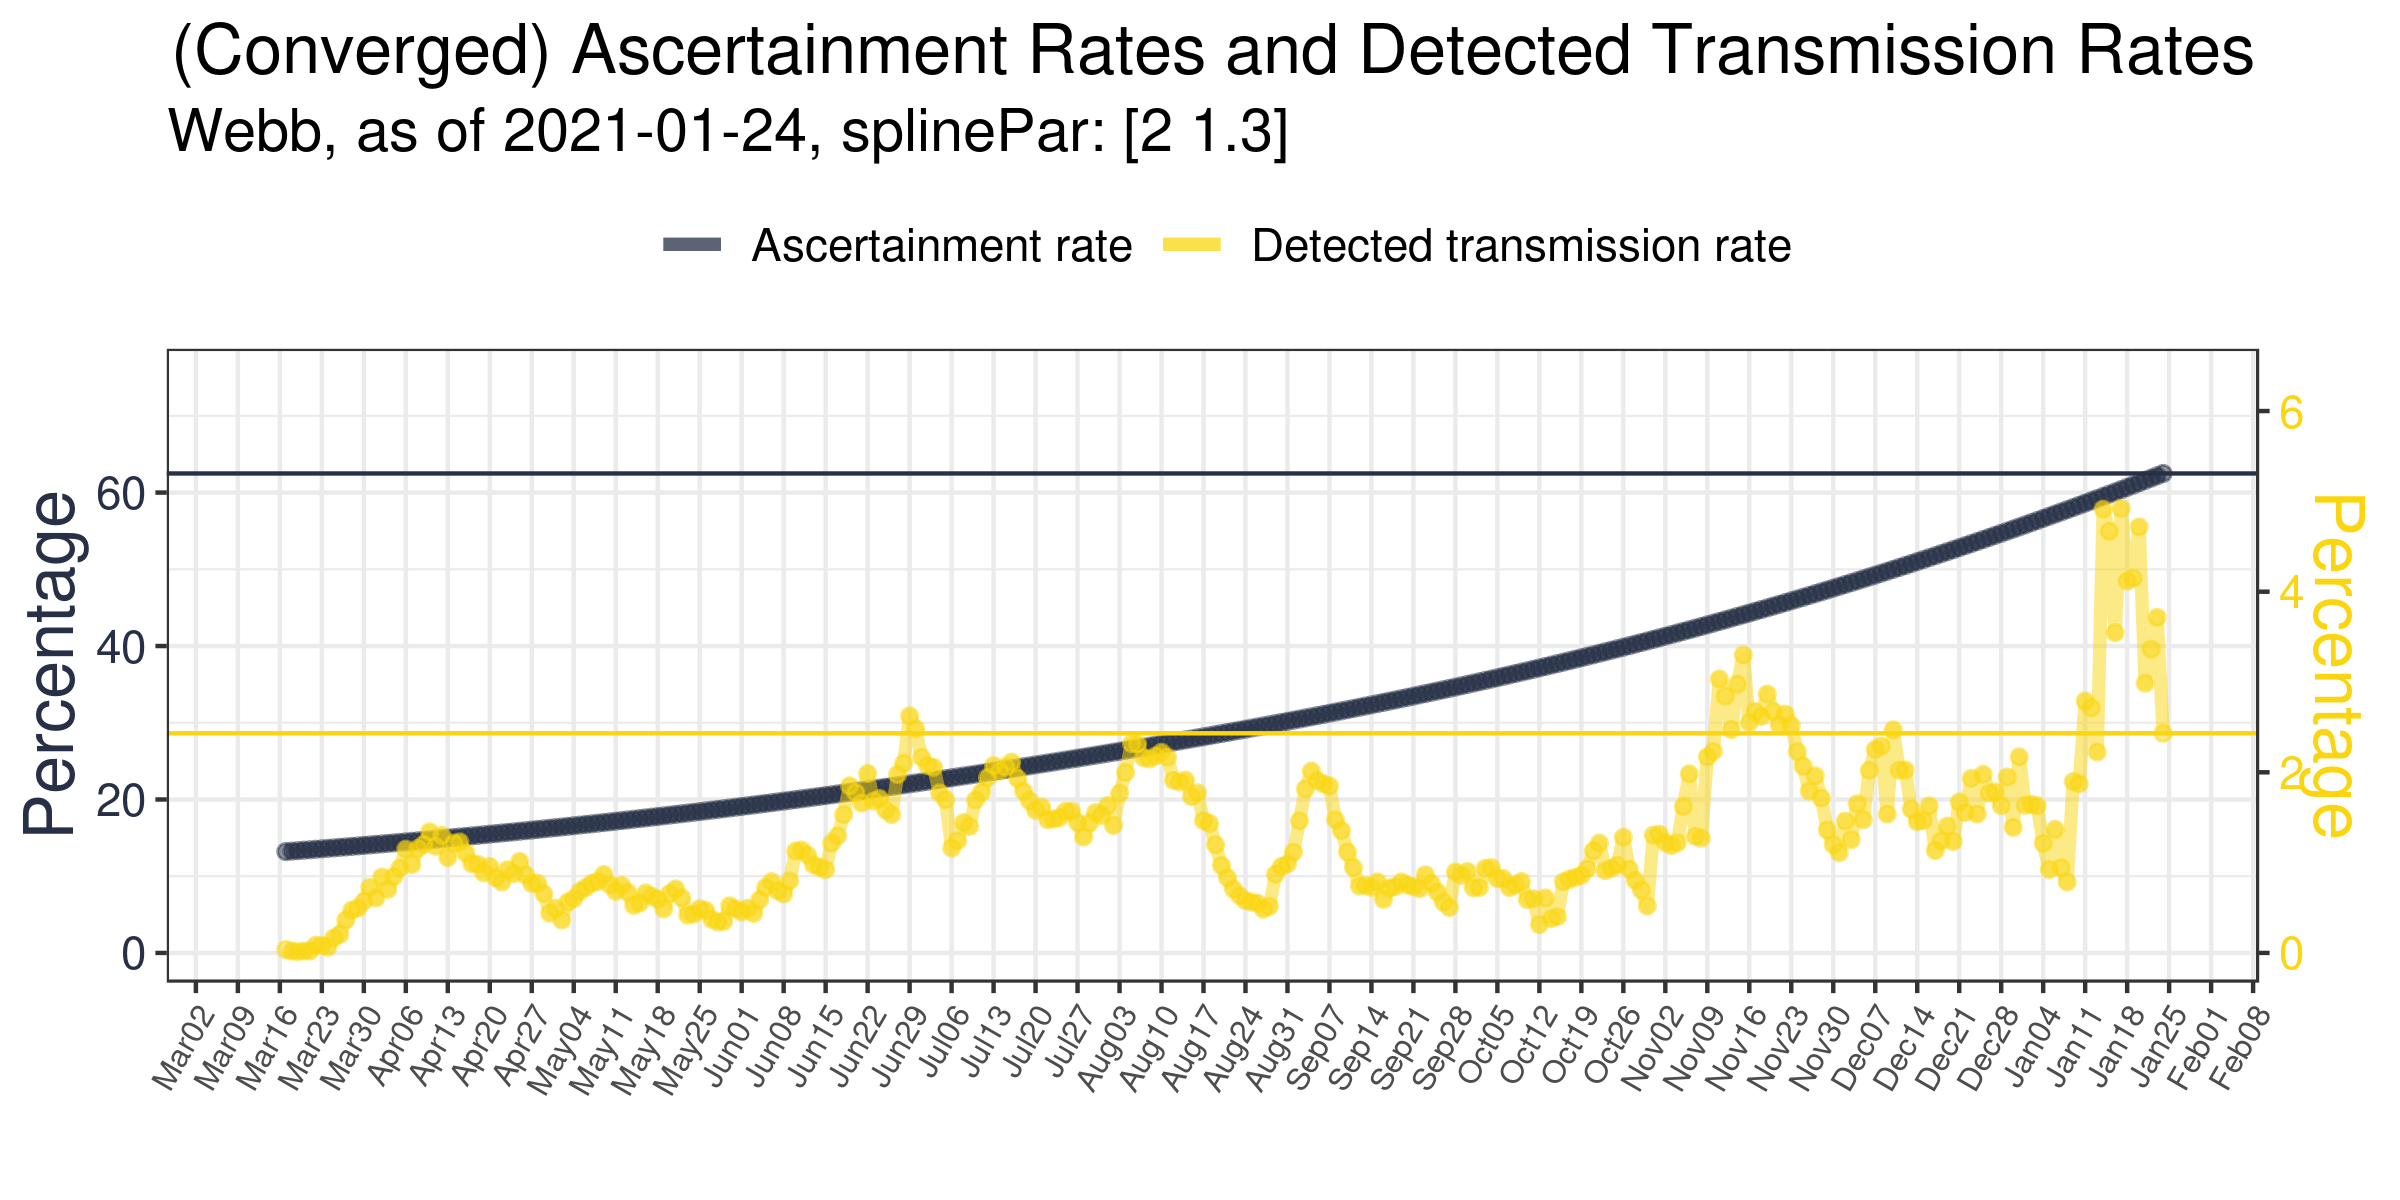 (Converged) Ascertainment Rates and Detected Transmission Rates
Webb, as of 2021-01-24, splinePar: [2 1.3]
Ascertainment rate
Detected transmission rate
Percentage
60
40
20
0
6
4
2
0
Percentage
Mar02
Mar09
Mar16
Mar23
Mar30
Apr06
Apr13
Apr20
Apr27
May04
May11
May18
May25
Jun01
Jun08
Jun15
Jun22
Jun29
Jul06
Jul13
Jul20
Jul27
Aug03
Aug10
Aug17
Aug24
Aug31
Sep07
Sep14
Sep21
Sep28
Oct05
Oct12
Oct19
Oct26
Nov02
Nov09
Nov16
Nov23
Nov30
Dec07
Dec14
Dec21
Dec28
Jan04
Jan11
Jan18
Jan25
Feb01
Feb08